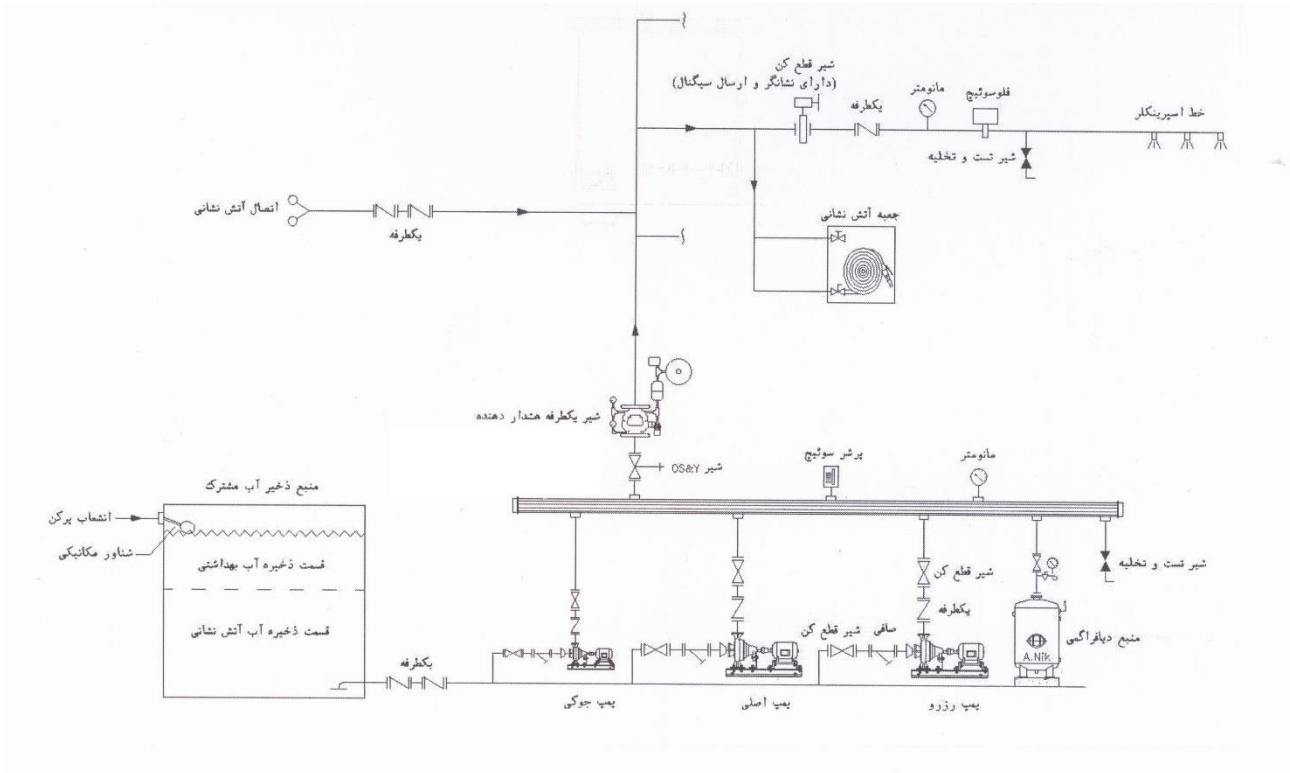 شیر قطع کن
(دارای نشانگر و ارسال سیگنال)
یکطرفه
مانومتر
فلوسوئیچ
خط اسپرینکلر
شیر تست و تخلیه
اتصال آتش نشانی
یکطرفه
جعبه آتش نشانی
شیر یکطرفه هشدار دهنده
شیر OS&Y
پرشر سوئیچ
مانومتر
منبع ذخیر آب مشترک
انشعاب پرکن
شناور مکانیکی
قسمت ذخیره آب بهداشتی
قسمت ذخیره آب آتش نشانی
شیر قطع کن
یکطرفه
شیر تست و تخلیه
شیر قطع کن
صافی
منبع دیافراگمی
A.Nik
یکطرفه
پمپ جوکی
پمپ اصلی
پمپ رزرو